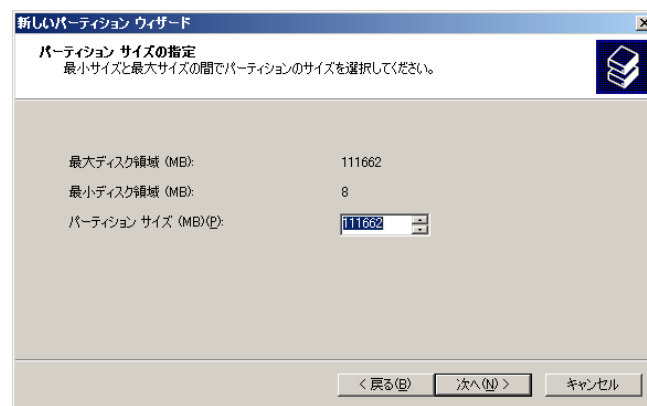 新しいパーティション ウィザード
パーティション サイズの指定
最小サイズと最大サイズの間でパーティションのサイズを選択してください。
最大ディスク領域 (MB): 111662
最小ディスク領域 (MB): 8
パーティション サイズ (MB)(P): 111662
< 戻る(B) 次へ(N) > キャンセル